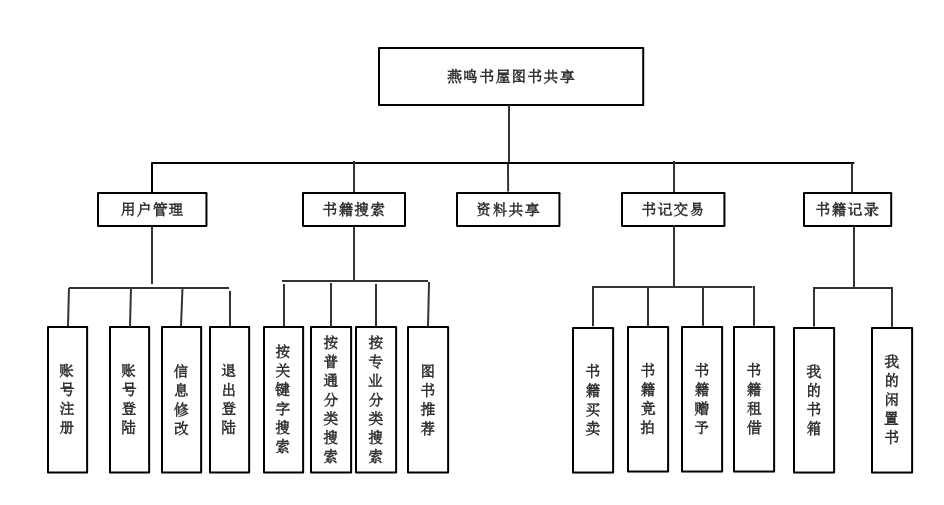 燕鸣书屋图书共享
用户管理
书籍搜索
资料共享
书记交易
书籍记录
账号注册
账号登陆
信息修改
退出登陆
按关键字搜索
按普通分类搜索
按专业分类搜索
图书推荐
书籍买卖
书籍竞拍
书籍赠予
书籍租借
我的书籍
我的闲置书